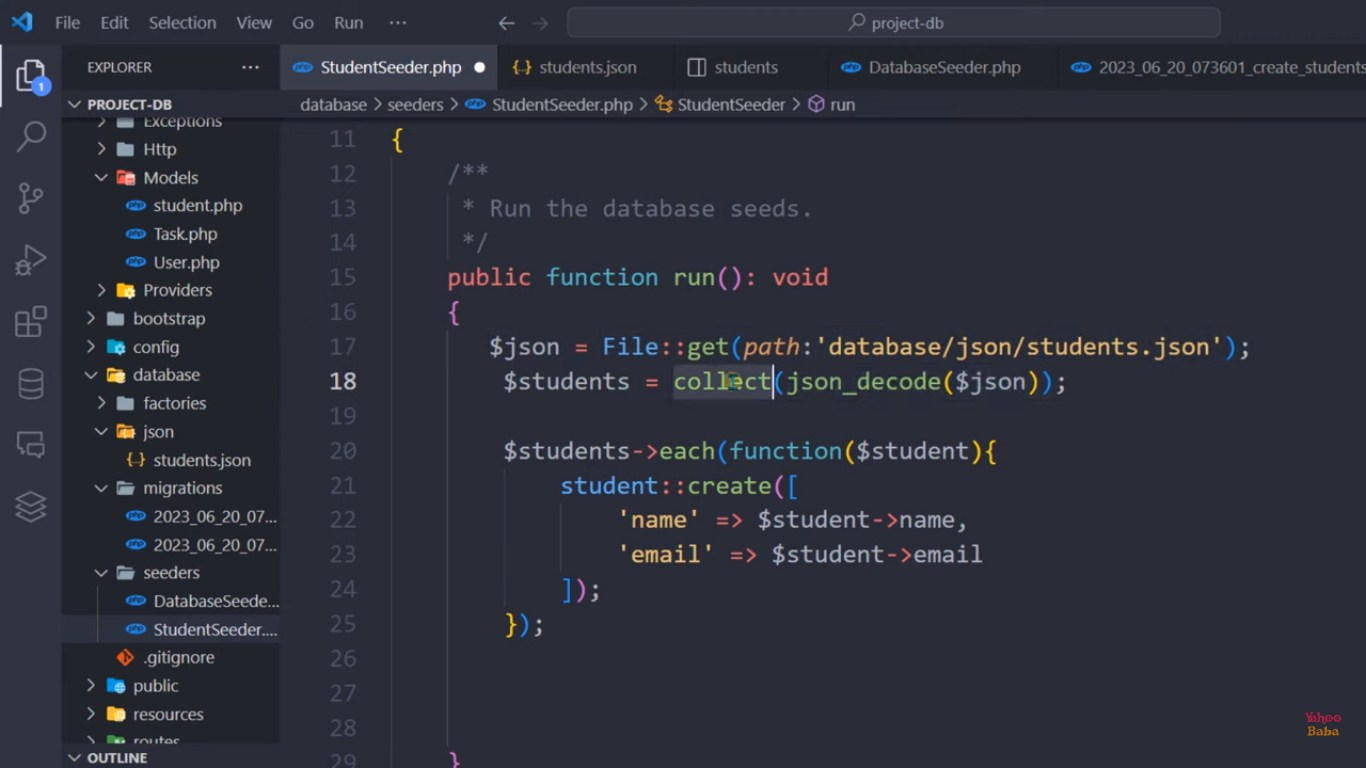 File Edit Selection View Go Run ··· project-db
EXPLORER ···
StudentSeeder.php students.json students DatabaseSeeder.php 2023_06_20_073601_create_students
1
PROJECT-DB
database > seeders > StudentSeeder.php > StudentSeeder > run
Exceptions
Http
Models
student.php
Task.php
User.php
Providers
bootstrap
config
database
factories
json
students.json
migrations
2023_06_20_07...
2023_06_20_07...
seeders
DatabaseSeede...
StudentSeeder....
.gitignore
public
resources
routes
OUTLINE
11 {
12 /**
13 * Run the database seeds.
14 */
15 public function run(): void
16 {
17 $json = File::get(path:'database/json/students.json');
18 $students = collect(json_decode($json));
19
20 $students->each(function($student){
21 student::create([
22 'name' => $student->name,
23 'email' => $student->email
24 ]);
25 });
26
27
28
29 }
Yahoo
Baba